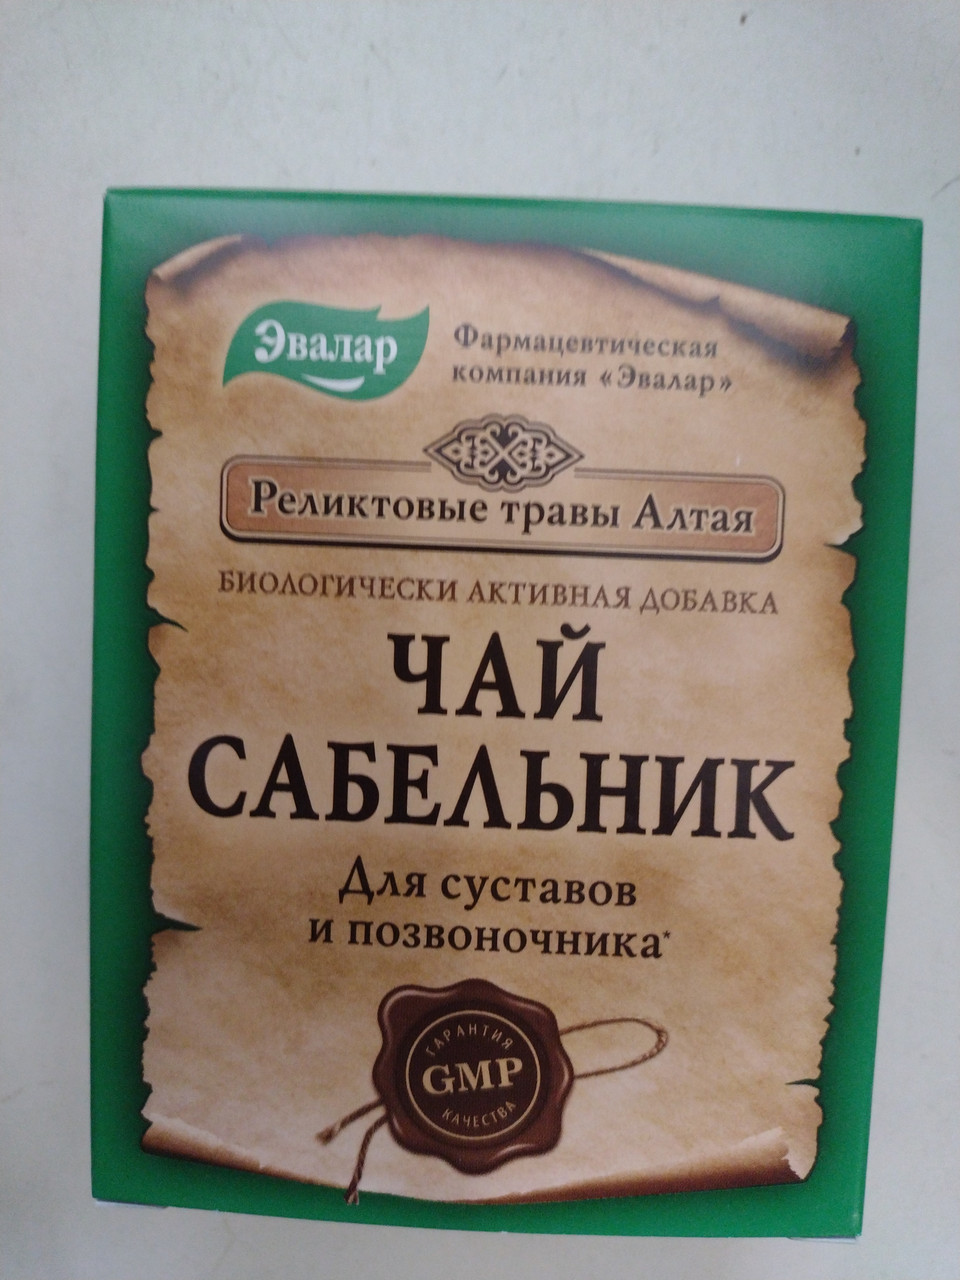 Эвалар
Фармацевтическая
компания «Эвалар»
Реликтовые травы Алтая
БИОЛОГИЧЕСКИ АКТИВНАЯ ДОБАВКА
ЧАЙ
САБЕЛЬНИК
Для суставов
и позвоночника*
ГАРАНТИЯ
GMP
КАЧЕСТВА